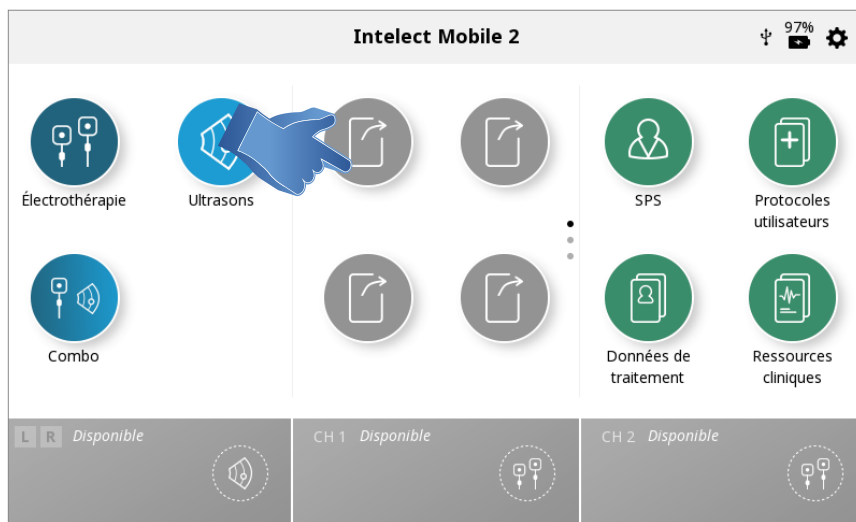 Intelect Mobile 2
97%
Électrothérapie
Ultrasons
SPS
Protocoles
utilisateurs
Combo
Données de
traitement
Ressources
cliniques
L R Disponible
CH 1 Disponible
CH 2 Disponible